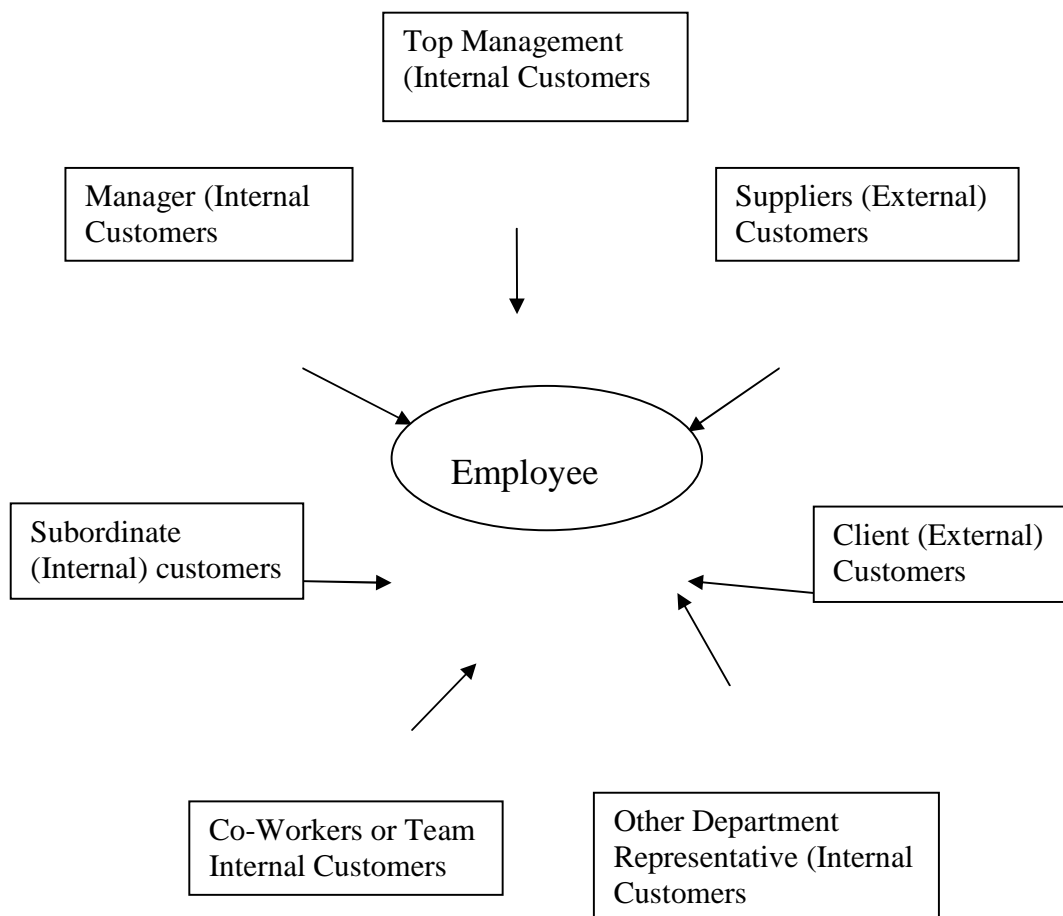 Top Management
(Internal Customers
Manager (Internal
Customers
Suppliers (External)
Customers
Employee
Subordinate
(Internal) customers
Client (External)
Customers
Co-Workers or Team
Internal Customers
Other Department
Representative (Internal
Customers